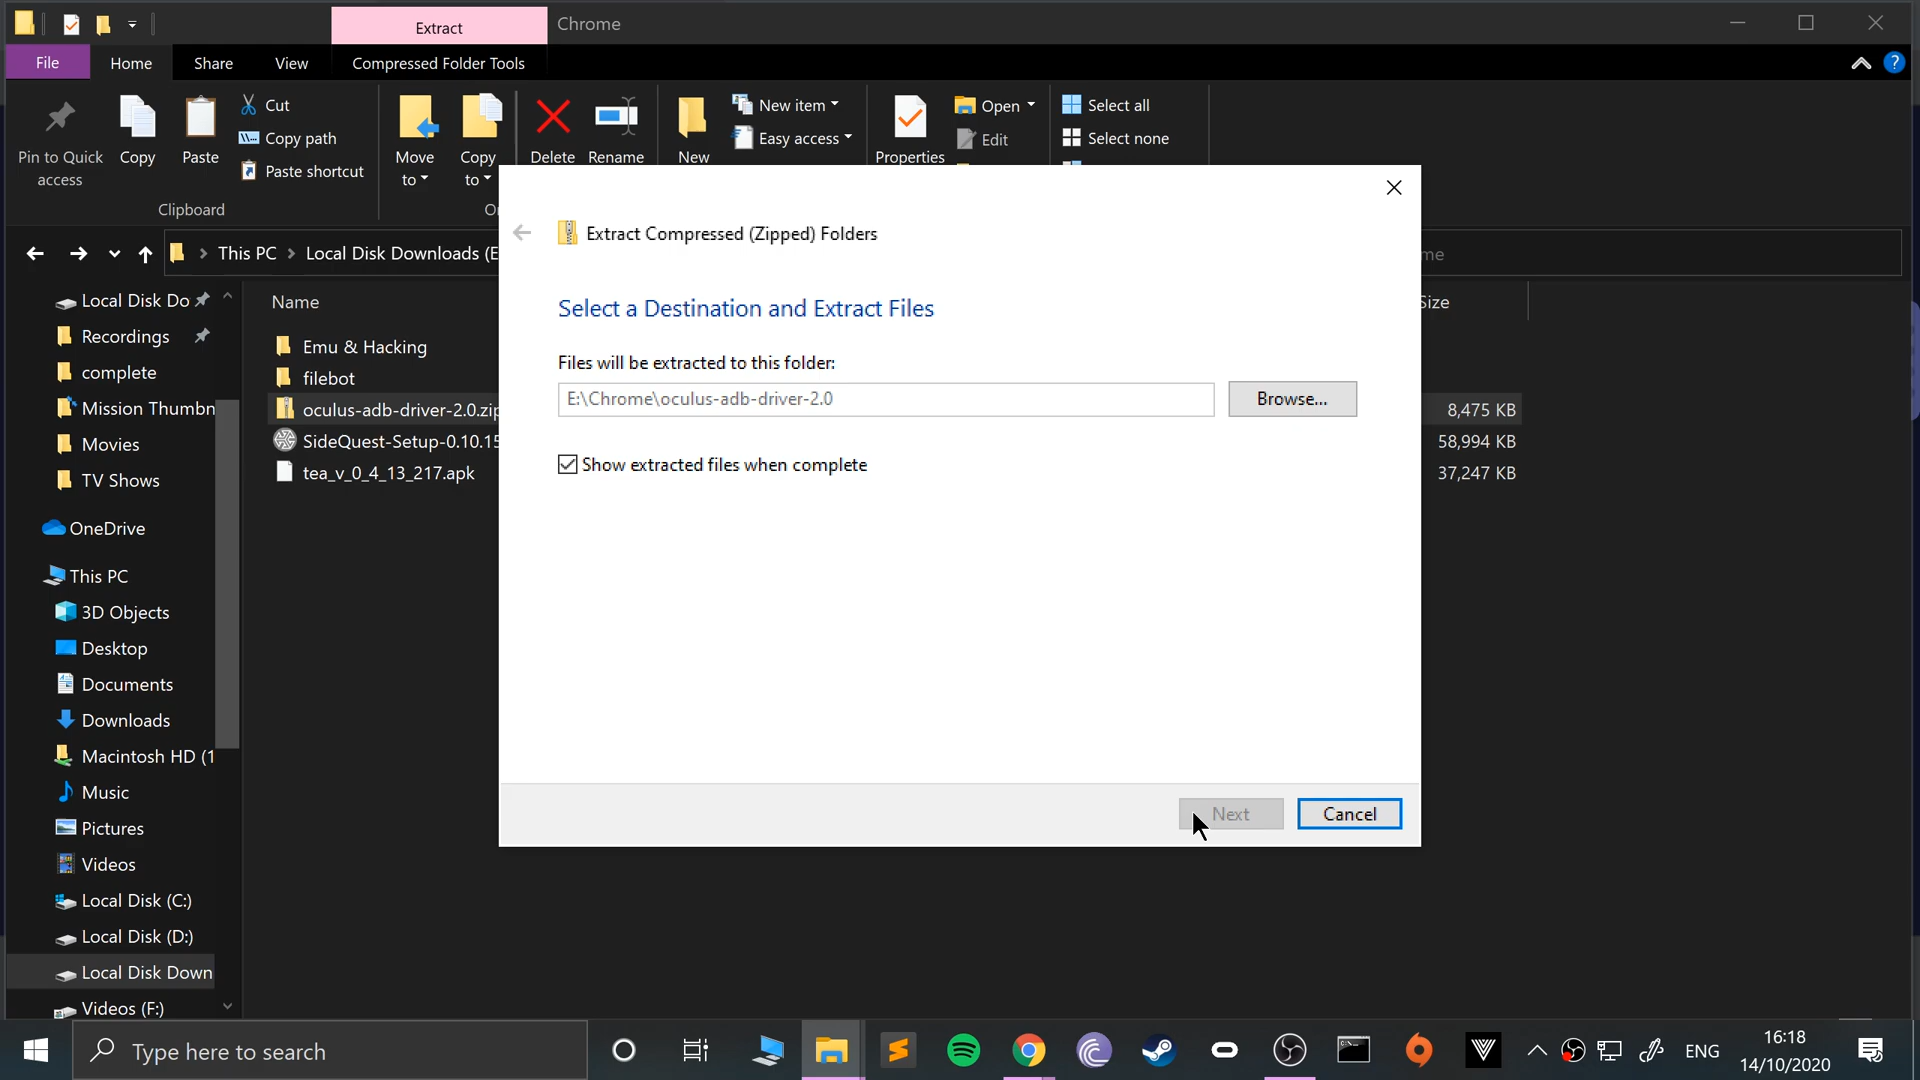 Extract
Chrome
File
Home
Share
View
Compressed Folder Tools
Pin to Quick
access
Copy
Paste
Cut
Copy path
Paste shortcut
Clipboard
Move
to
Copy
to
Delete
Rename
New
New item
Easy access
Properties
Open
Edit
Select all
Select none
This PC
Local Disk Downloads (E
Local Disk Do
Recordings
complete
Mission Thumbn
Movies
TV Shows
OneDrive
This PC
3D Objects
Desktop
Documents
Downloads
Macintosh HD (1
Music
Pictures
Videos
Local Disk (C:)
Local Disk (D:)
Local Disk Down
Videos (F:)
Name
Size
Emu & Hacking
filebot
oculus-adb-driver-2.0.zip
8,475 KB
SideQuest-Setup-0.10.15
58,994 KB
tea_v_0_4_13_217.apk
37,247 KB
Extract Compressed (Zipped) Folders
Select a Destination and Extract Files
Files will be extracted to this folder:
E:\Chrome\oculus-adb-driver-2.0
Browse...
Show extracted files when complete
Next
Cancel
Type here to search
ENG
16:18
14/10/2020